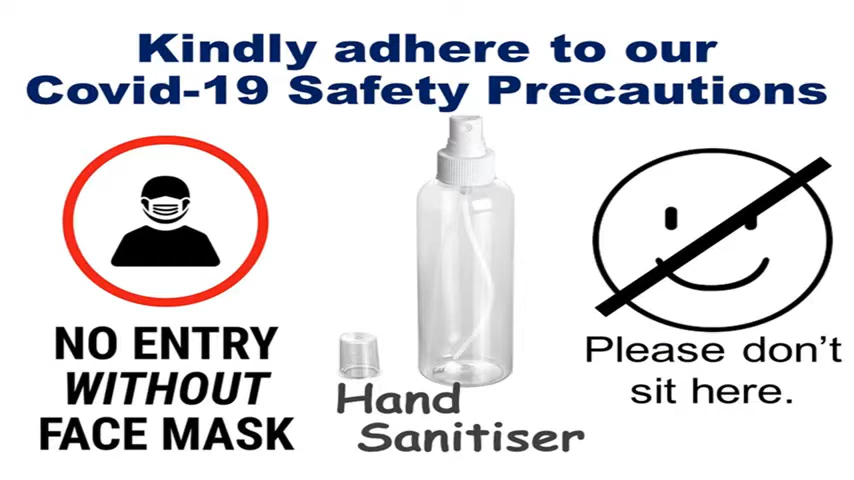 Kindly adhere to our
Covid-19 Safety Precautions
NO ENTRY
WITHOUT
FACE MASK
Hand
Sanitiser
Please don't
sit here.